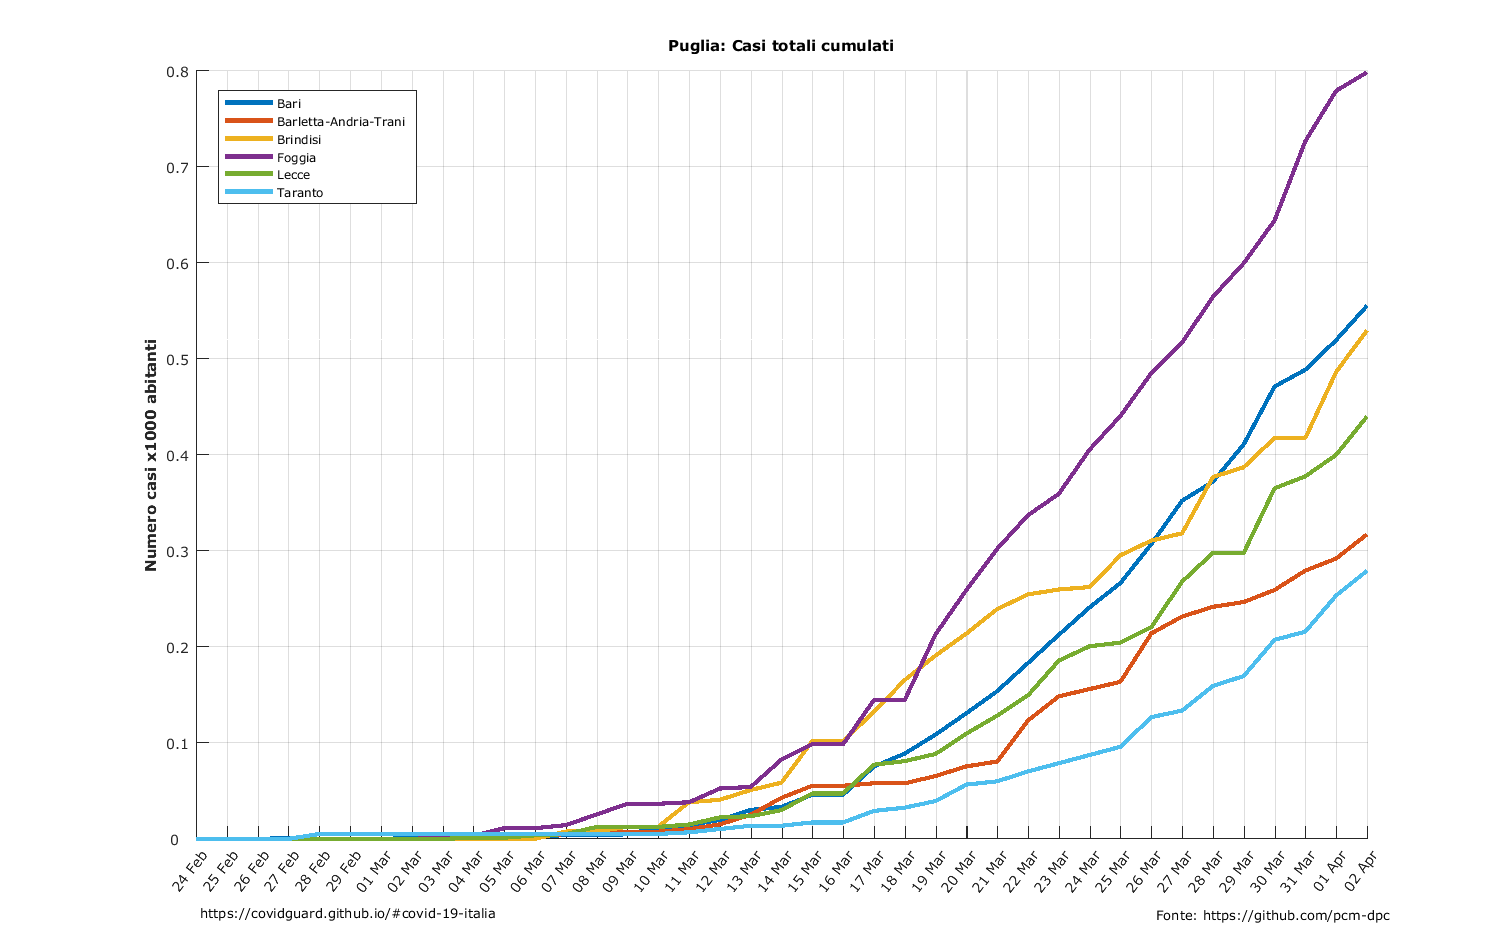 Puglia: Casi totali cumulati
Numero casi x1000 abitanti
0.8
0.7
0.6
0.5
0.4
0.3
0.2
0.1
0
Bari
Barletta-Andria-Trani
Brindisi
Foggia
Lecce
Taranto
24 Feb
25 Feb
26 Feb
27 Feb
28 Feb
29 Feb
01 Mar
02 Mar
03 Mar
04 Mar
05 Mar
06 Mar
07 Mar
08 Mar
09 Mar
10 Mar
11 Mar
12 Mar
13 Mar
14 Mar
15 Mar
16 Mar
17 Mar
18 Mar
19 Mar
20 Mar
21 Mar
22 Mar
23 Mar
24 Mar
25 Mar
26 Mar
27 Mar
28 Mar
29 Mar
30 Mar
31 Mar
01 Apr
02 Apr
https://covidguard.github.io/#covid-19-italia
Fonte: https://github.com/pcm-dpc